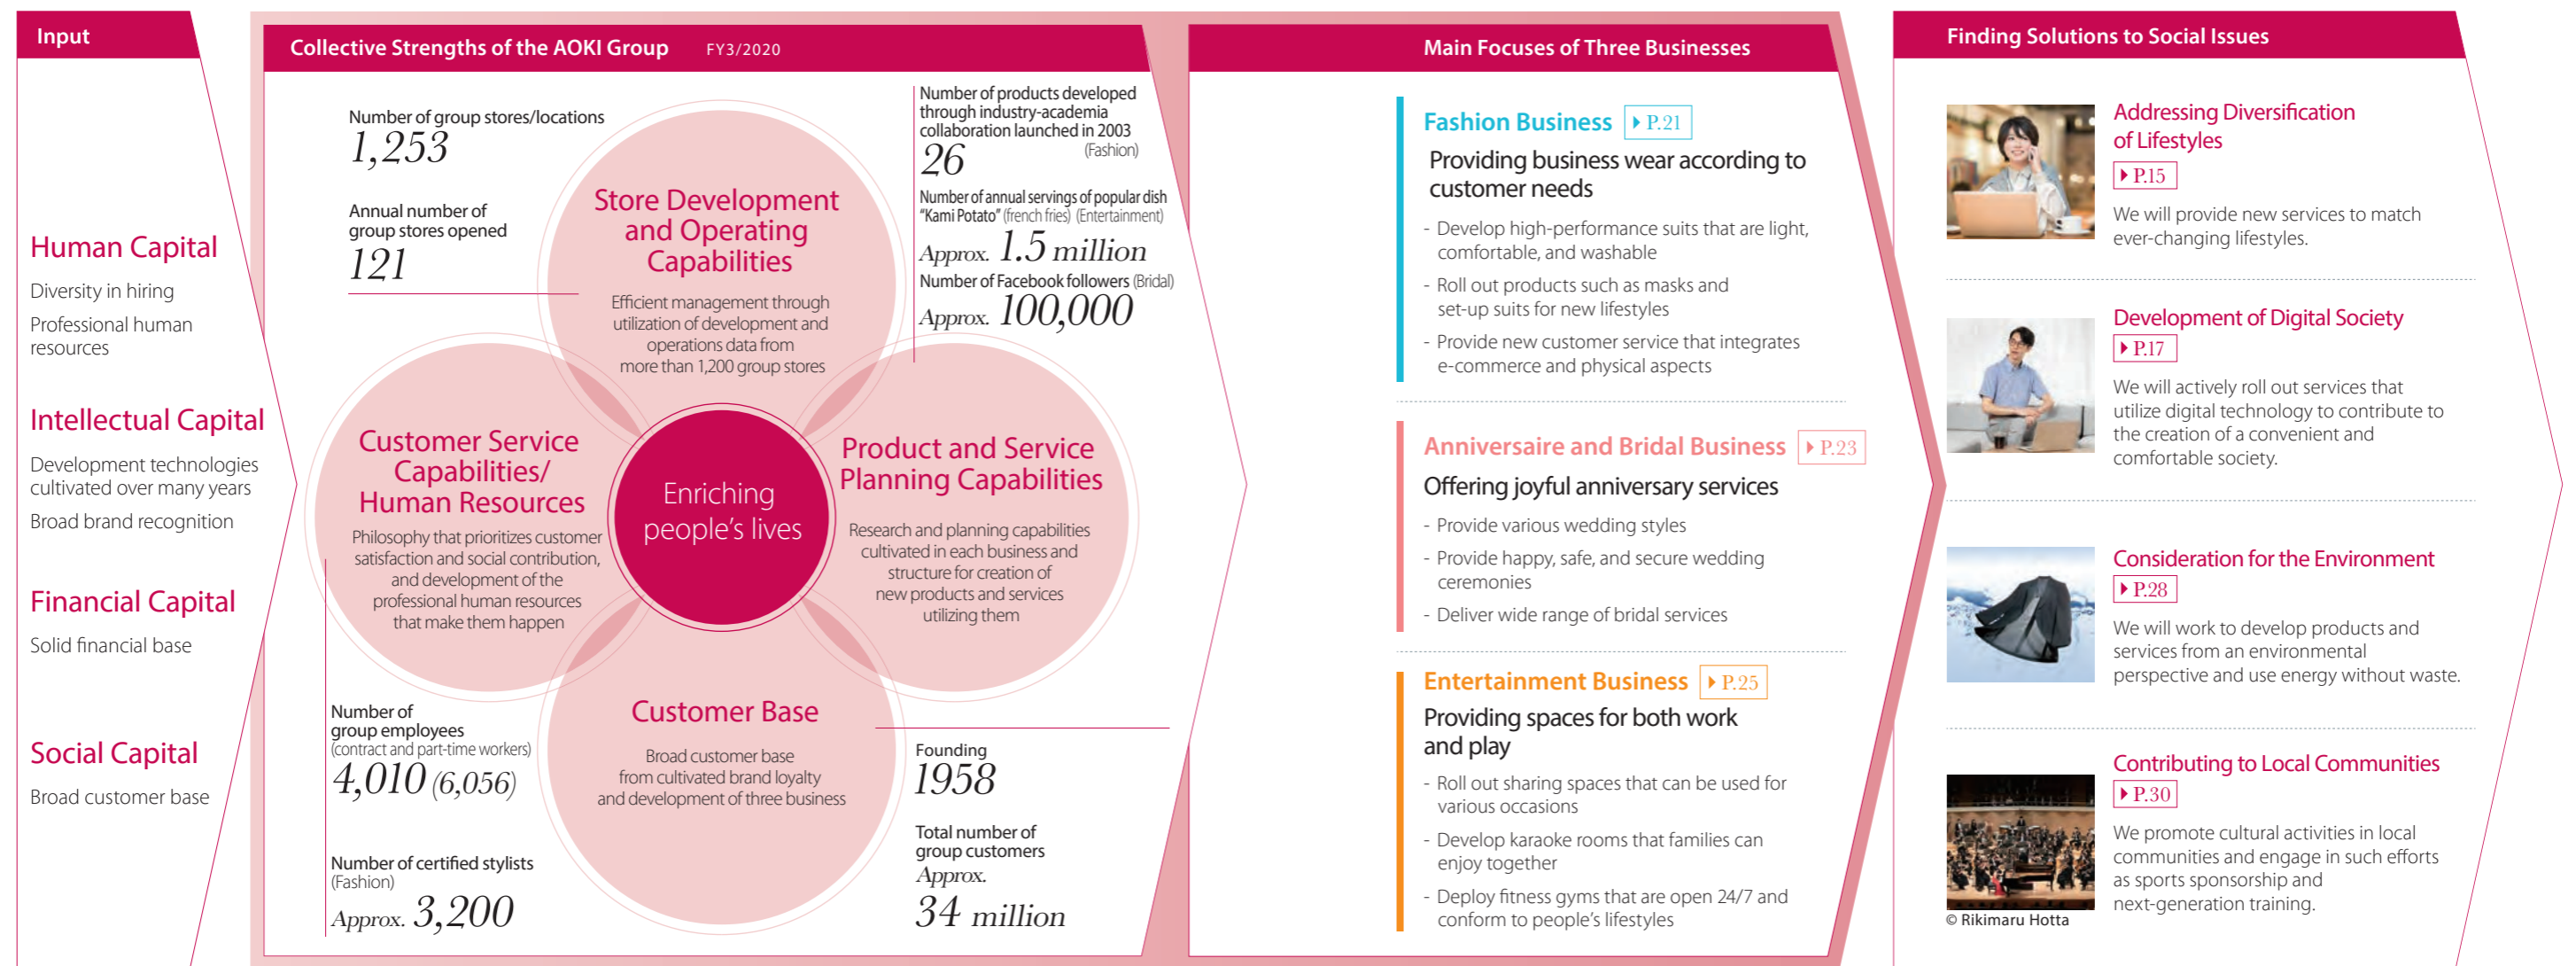 Input
Human Capital
Diversity in hiring
Professional human
resources
Intellectual Capital
Development technologies
cultivated over many years
Broad brand recognition
Financial Capital
Solid financial base
Social Capital
Broad customer base
Collective Strengths of the AOKI Group FY3/2020
Number of group stores/locations
1,253
Annual number of
group stores opened
121
Store Development
and Operating
Capabilities
Efficient management through
utilization of development and
operations data from
more than 1,200 group stores
Number of products developed
through industry-academia
collaboration launched in 2003
(Fashion)
26
Number of annual servings of popular dish
"Kami Potato" (french fries) (Entertainment)
Approx. 1.5 million
Number of Facebook followers (Bridal)
Approx. 100,000
Customer Service
Capabilities/
Human Resources
Philosophy that prioritizes customer
satisfaction and social contribution,
and development of the
professional human resources
that make them happen
Enriching
people's lives
Product and Service
Planning Capabilities
Research and planning capabilities
cultivated in each business and
structure for creation of
new products and services
utilizing them
Number of
group employees
(contract and part-time workers)
4,010 (6,056)
Number of certified stylists
(Fashion)
Approx. 3,200
Customer Base
Broad customer base
from cultivated brand loyalty
and development of three business
Founding
1958
Total number of
group customers
Approx.
34 million
Main Focuses of Three Businesses
Fashion Business P.21
Providing business wear according to
customer needs
- Develop high-performance suits that are light,
comfortable, and washable
- Roll out products such as masks and
set-up suits for new lifestyles
- Provide new customer service that integrates
e-commerce and physical aspects
Anniversaire and Bridal Business P.23
Offering joyful anniversary services
- Provide various wedding styles
- Provide happy, safe, and secure wedding
ceremonies
- Deliver wide range of bridal services
Entertainment Business P.25
Providing spaces for both work
and play
- Roll out sharing spaces that can be used for
various occasions
- Develop karaoke rooms that families can
enjoy together
- Deploy fitness gyms that are open 24/7 and
conform to people's lifestyles
Finding Solutions to Social Issues
Addressing Diversification
of Lifestyles
P.15
We will provide new services to match
ever-changing lifestyles.
Development of Digital Society
P.17
We will actively roll out services that
utilize digital technology to contribute to
the creation of a convenient and
comfortable society.
Consideration for the Environment
P.28
We will work to develop products and
services from an environmental
perspective and use energy without waste.
Contributing to Local Communities
P.30
We promote cultural activities in local
communities and engage in such efforts
as sports sponsorship and
next-generation training.
© Rikimaru Hotta